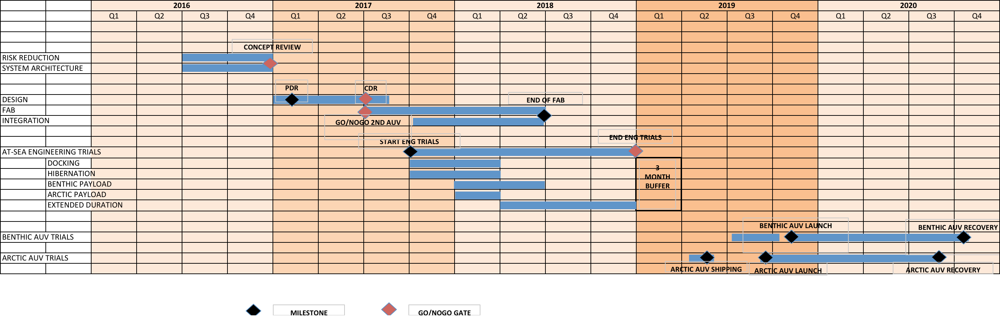 2016 2017 2018 2019 2020
Q1 Q2 Q3 Q4 Q1 Q2 Q3 Q4 Q1 Q2 Q3 Q4 Q1 Q2 Q3 Q4 Q1 Q2 Q3 Q4
CONCEPT REVIEW
RISK REDUCTION
SYSTEM ARCHITECTURE
PDR CDR
DESIGN END OF FAB
FAB
INTEGRATION GO/NOGO 2ND AUV
END ENG TRIALS
START ENG TRIALS
AT-SEA ENGINEERING TRIALS
DOCKING
3
MONTH
BUFFER
HIBERNATION
BENTHIC PAYLOAD
ARCTIC PAYLOAD
EXTENDED DURATION
BENTHIC AUV LAUNCH BENTHIC AUV RECOVERY
BENTHIC AUV TRIALS
ARCTIC AUV TRIALS
ARCTIC AUV SHIPPING ARCTIC AUV LAUNCH ARCTIC AUV RECOVERY
MILESTONE GO/NOGO GATE